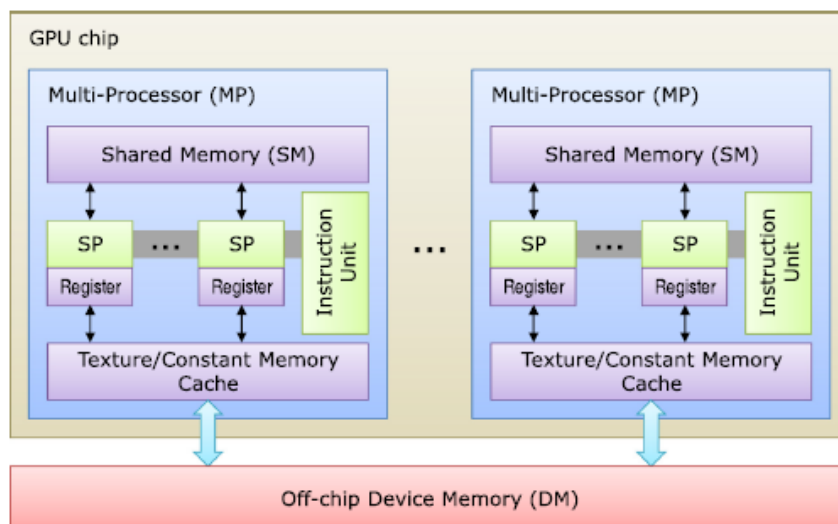 GPU chip
Multi-Processor (MP)
Shared Memory (SM)
SP
...
SP
Instruction
Unit
Register
Register
Texture/Constant Memory
Cache
...
Multi-Processor (MP)
Shared Memory (SM)
SP
...
SP
Instruction
Unit
Register
Register
Texture/Constant Memory
Cache
Off-chip Device Memory (DM)